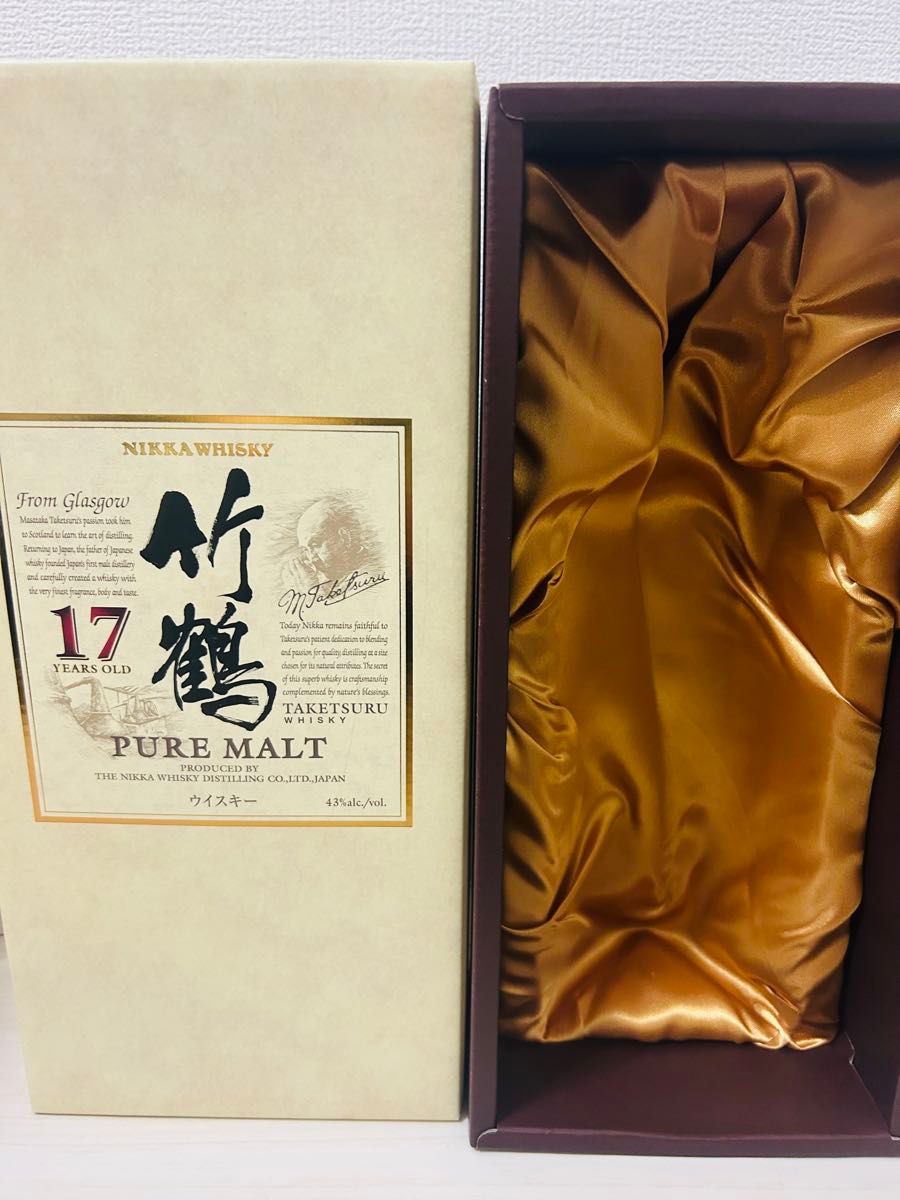 NIKKA WHISKY
From Glasgow
Masataka Taketsuru's passion took him
to Scotland to learn the art of distilling.
Returning to Japan, the father of Japanese
whisky founded Japan's first malt distillery
and carefully created a whisky with
the very finest fragrance, body and taste.
17
YEARS OLD
竹
鶴
M. Taketsuru
Today Nikka remains faithful to
Taketsuru's patient dedication to blending
and passion for quality, distilling at a site
chosen for its natural attributes. The secret
of this superb whisky is craftsmanship
complemented by nature's blessings.
TAKETSURU
WHISKY
PURE MALT
PRODUCED BY
THE NIKKA WHISKY DISTILLING CO.,LTD.,JAPAN
ウイスキー 43%alc./vol.